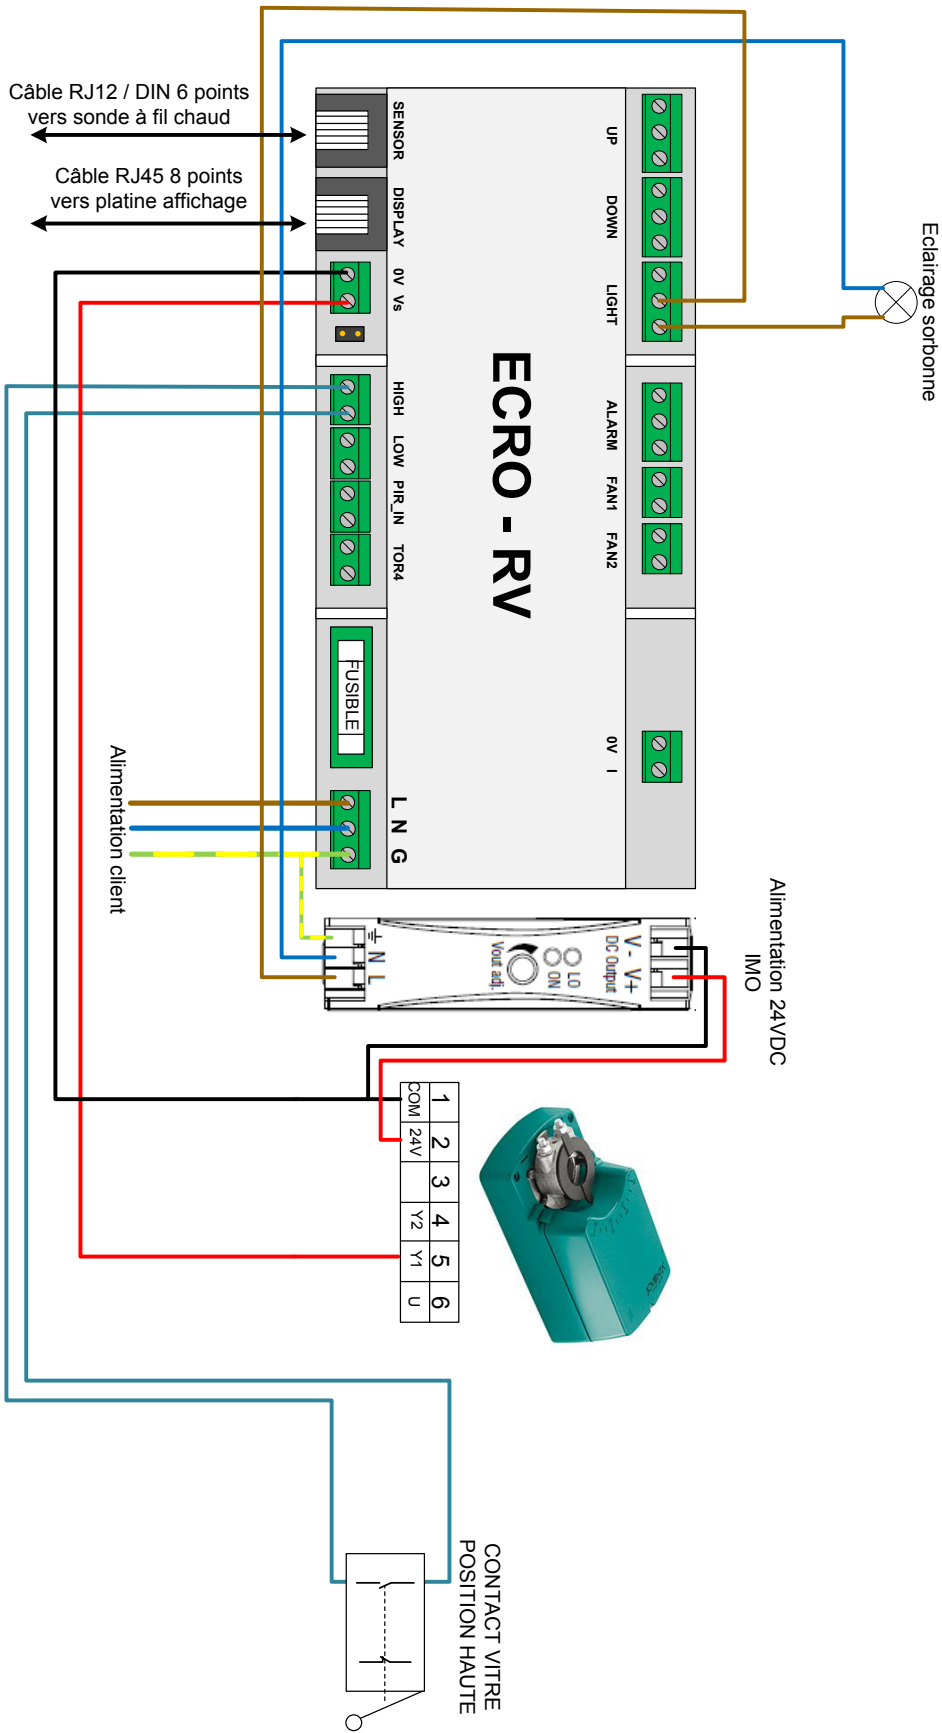 Câble RJ12 / DIN 6 points
vers sonde à fil chaud
Câble RJ45 8 points
vers platine affichage
Eclairage sorbonne
SENSOR
DISPLAY
0V Vs
HIGH
LOW
PIR_IN
TOR4
FUSIBLE
L N G
UP
DOWN
LIGHT
ALARM
FAN1
FAN2
0V I
ECRO - RV
Alimentation client
Alimentation 24VDC
IMO
V - V+
DC Output
LO
ON
Vout adj.
N L
1 2 3 4 5 6
COM 24V Y2 Y1 U
CONTACT VITRE
POSITION HAUTE